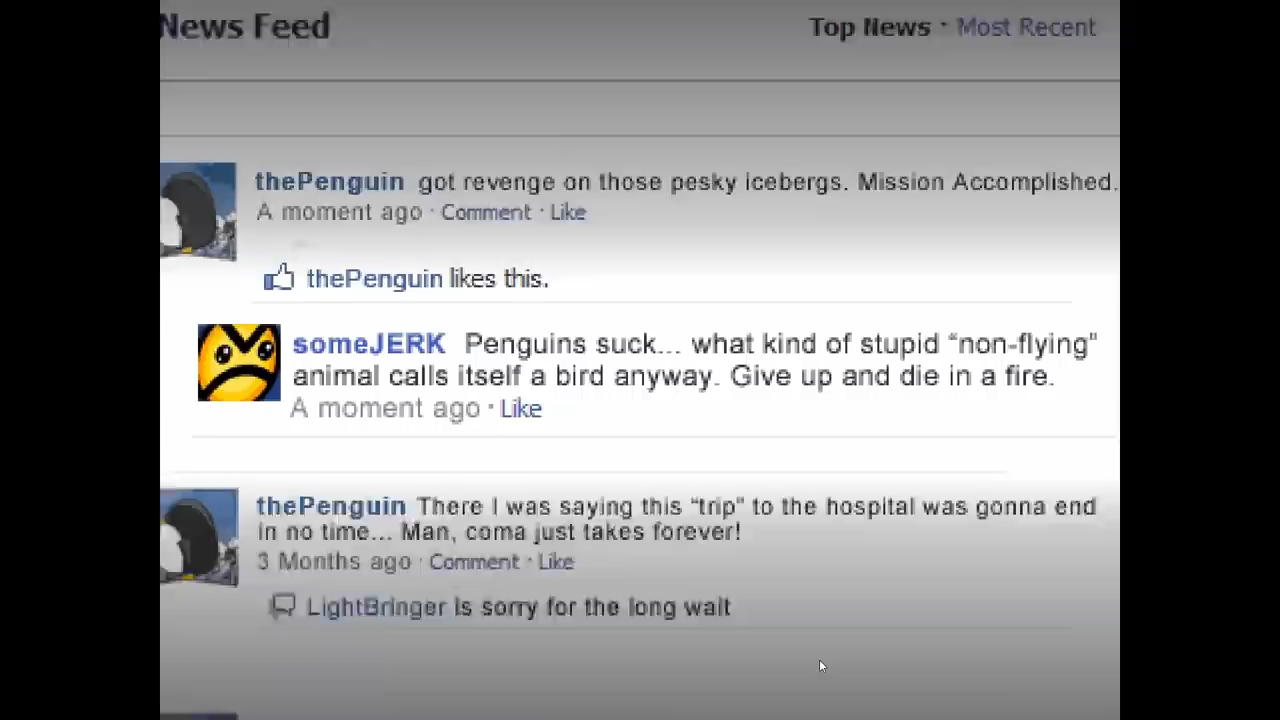 News Feed
Top News · Most Recent
thePenguin got revenge on those pesky icebergs. Mission Accomplished.
A moment ago · Comment · Like
thePenguin likes this.
someJERK Penguins suck... what kind of stupid “non-flying”
animal calls itself a bird anyway. Give up and die in a fire.
A moment ago · Like
thePenguin There I was saying this “trip” to the hospital was gonna end
in no time... Man, coma just takes forever!
3 Months ago · Comment · Like
LightBringer is sorry for the long wait